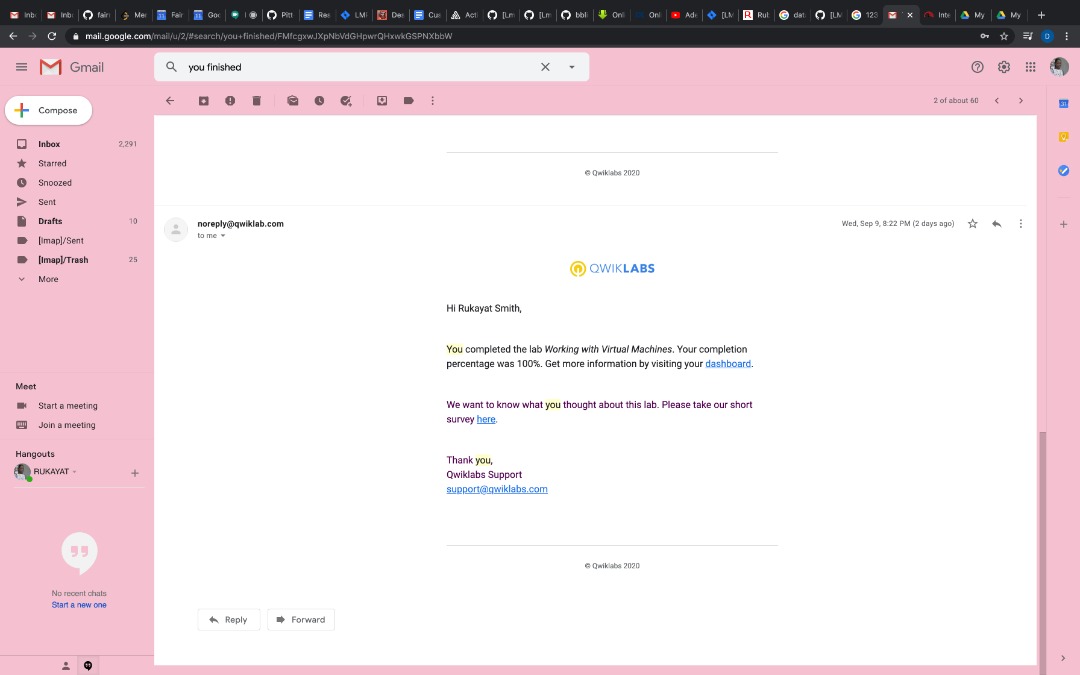 Inb
Inb
fair
Me
Fair
Goo
Pitt
Res
LMI
Des
Cus
Acti
[Lm
[Lm
bbli
Onl
Onl
Ade
[LM
Rul
dat
[LM
123
Inte
My
My
mail.google.com/mail/u/2/#search/you+finished/FMfcgxwJXpNbVdGHpwrQHxwkGSPNXbbW
D
Gmail
you finished
Compose
2 of about 60
Inbox 2,291
Starred
Snoozed
Sent
Drafts 10
[Imap]/Sent
[Imap]/Trash 25
More
Meet
Start a meeting
Join a meeting
Hangouts
RUKAYAT
No recent chats
Start a new one
© Qwiklabs 2020
noreply@qwiklab.com
to me
Wed, Sep 9, 8:22 PM (2 days ago)
QWIKLABS
Hi Rukayat Smith,
You completed the lab Working with Virtual Machines. Your completion
percentage was 100%. Get more information by visiting your dashboard.
We want to know what you thought about this lab. Please take our short
survey here.
Thank you,
Qwiklabs Support
support@qwiklabs.com
© Qwiklabs 2020
Reply
Forward